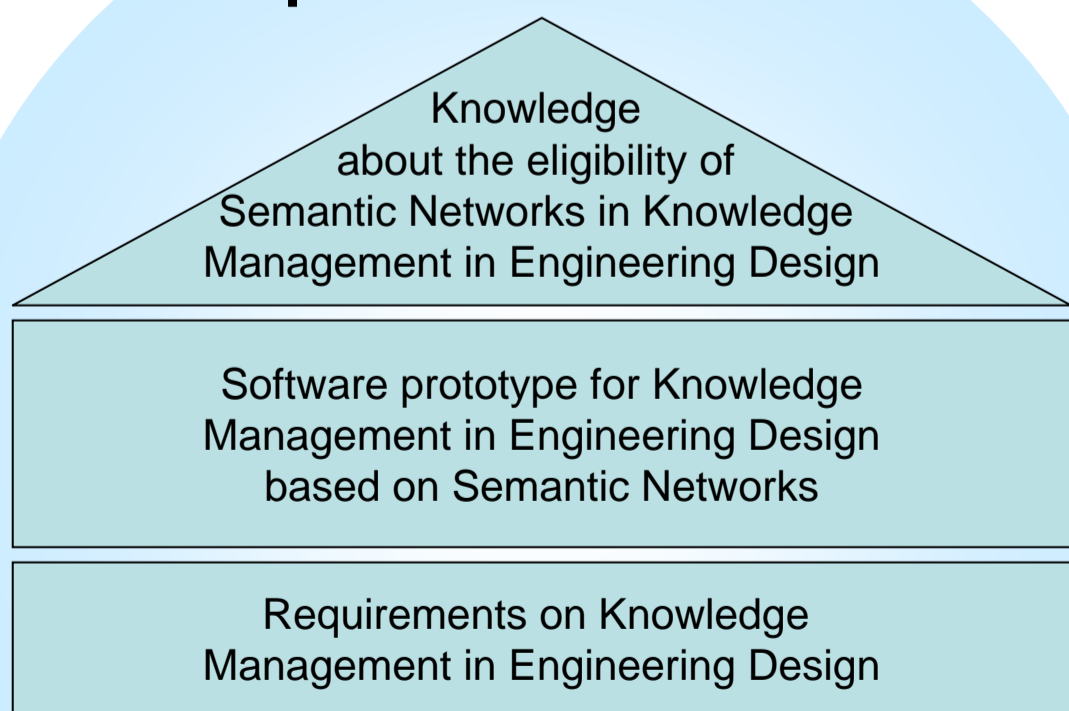 Knowledge
about the eligibility of
Semantic Networks in Knowledge
Management in Engineering Design
Software prototype for Knowledge
Management in Engineering Design
based on Semantic Networks
Requirements on Knowledge
Management in Engineering Design